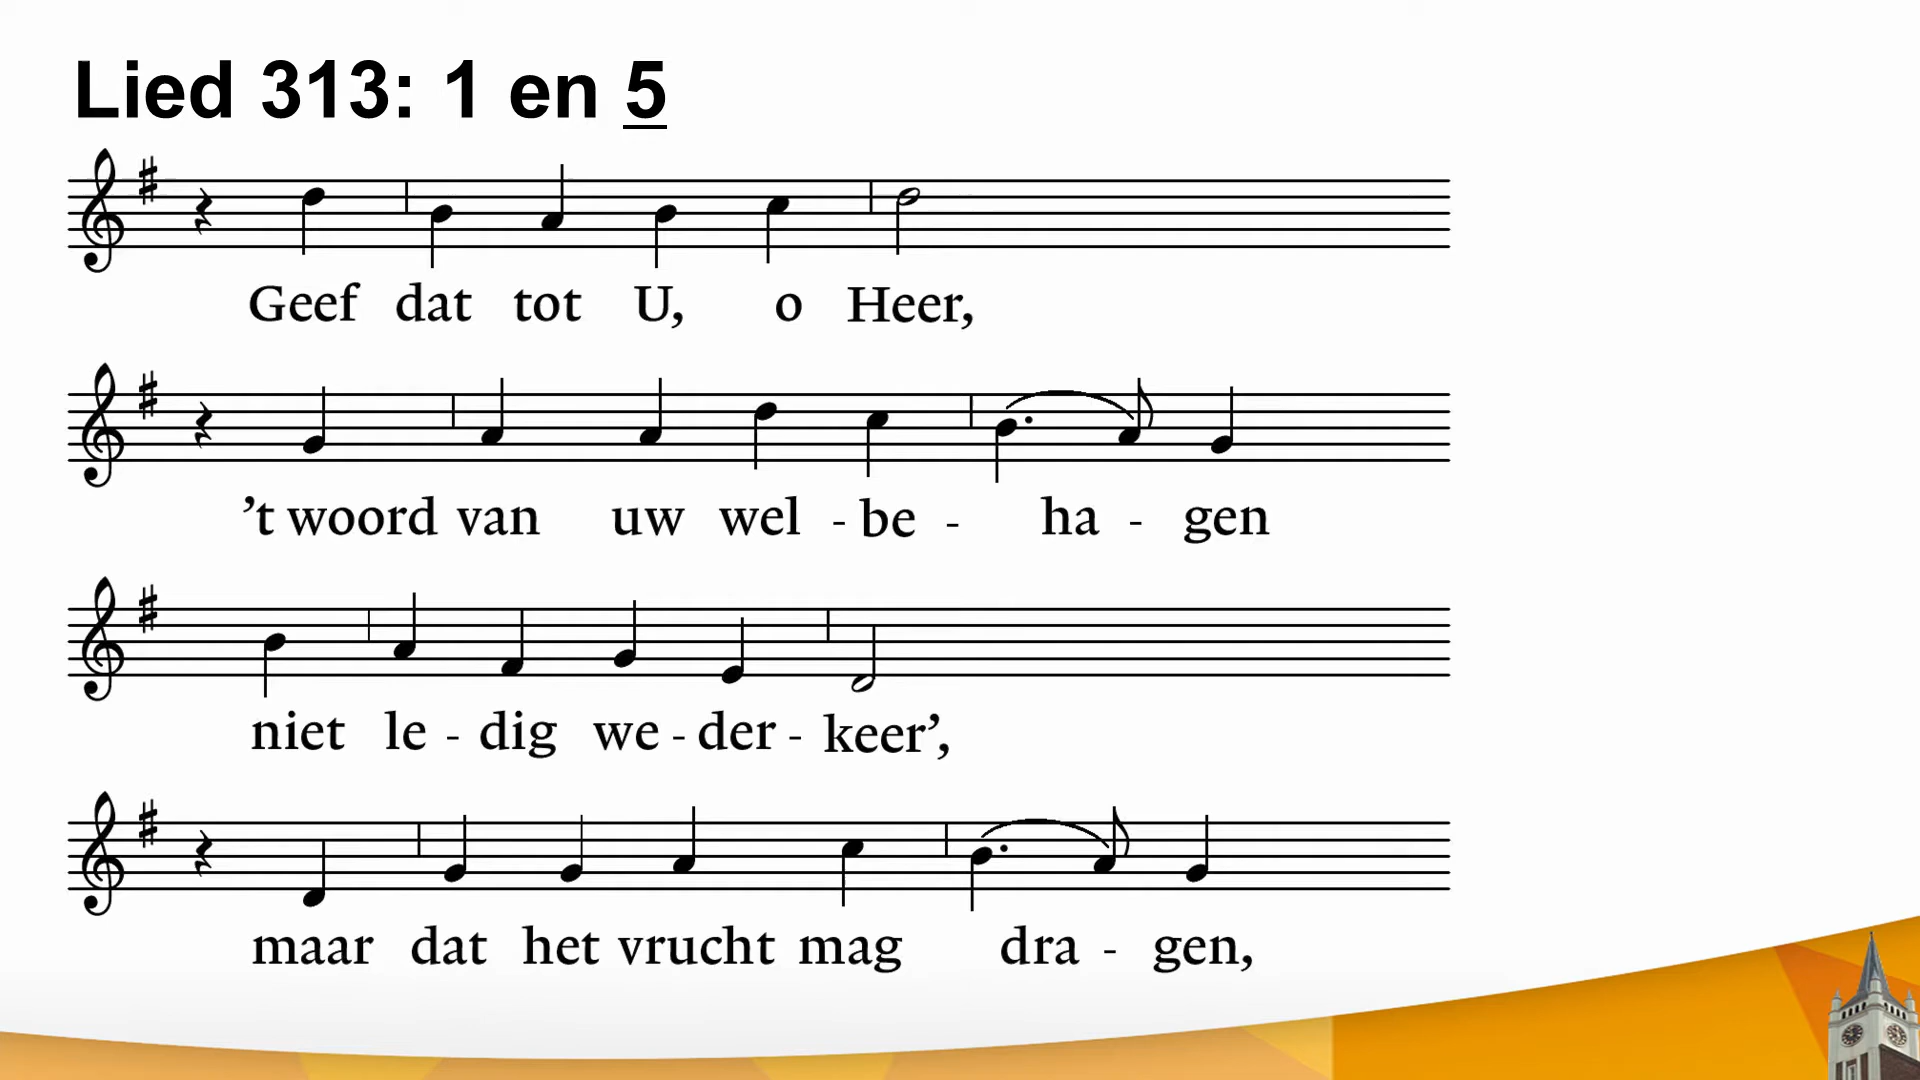 Lied 313: 1 en 5
Geef dat tot U, o Heer,
’t woord van uw wel - be - ha - gen
niet le - dig we - der - keer’,
maar dat het vrucht mag dra - gen,